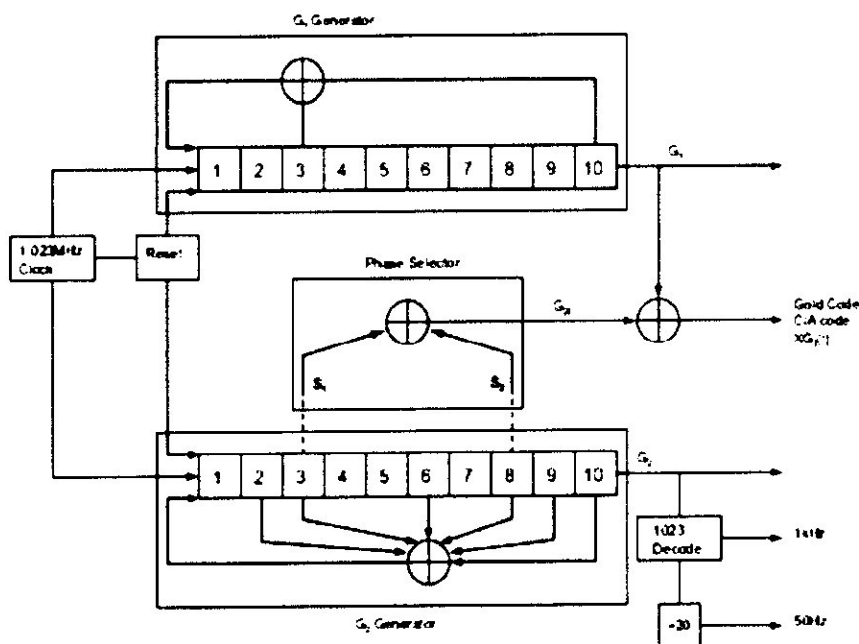 G₁ Generator
1 2 3 4 5 6 7 8 9 10
G₁
1.023MHz
Clock
Reset
Phase Selector
G₂ᵢ
Gold Code
C/A code
S₁
S₂
1 2 3 4 5 6 7 8 9 10
G₂
1023
Decode
1kHz
G₂ Generator
÷20
50Hz